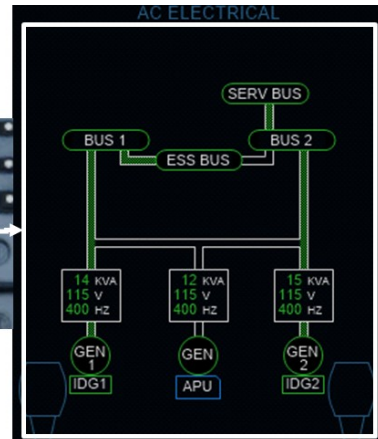 AC ELECTRICAL
SERV BUS
BUS 1
BUS 2
ESS BUS
14 KVA
115 V
400 HZ
12 KVA
115 V
400 HZ
15 KVA
115 V
400 HZ
GEN
1
GEN
GEN
2
IDG1
APU
IDG2